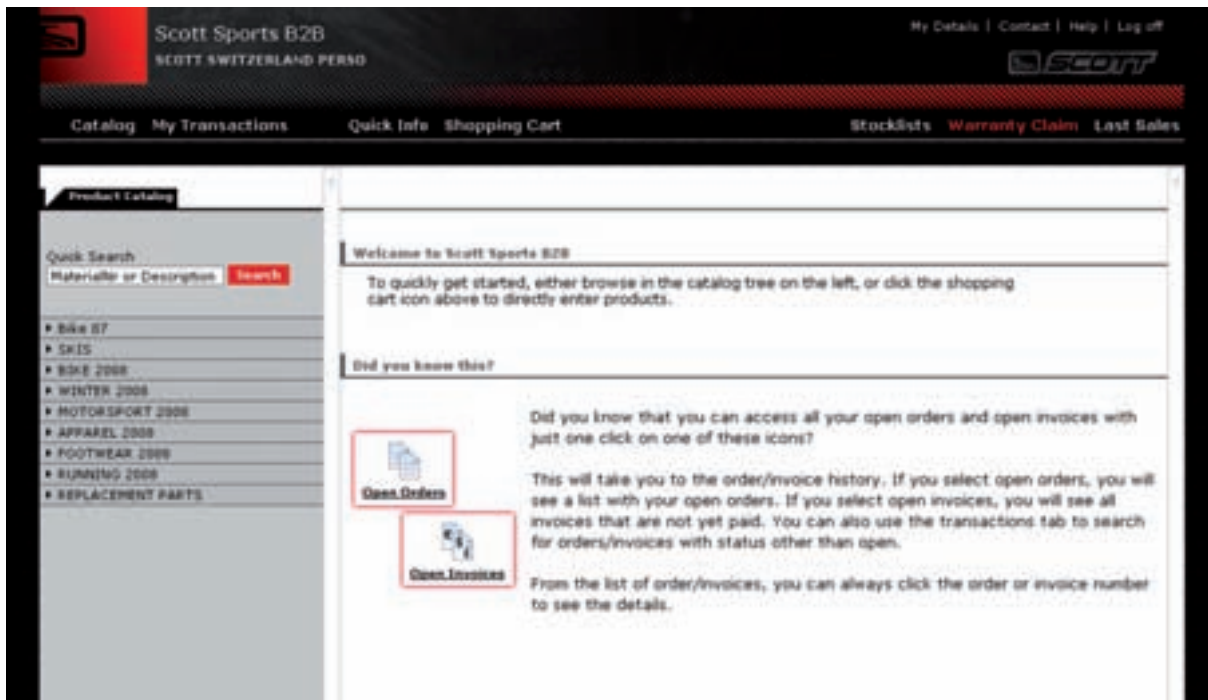 Scott Sports B2B
SCOTT SWITZERLAND PERSO
My Details | Contact | Help | Log off
SCOTT
Catalog My Transactions Quick Info Shopping Cart Stocklists Warranty Claim Last Sales
Product Catalog
Quick Search
MaterialNr or Description Search
Bike 07
SKIS
BIKE 2008
WINTER 2008
MOTORSPORT 2008
APPAREL 2008
FOOTWEAR 2008
RUNNING 2008
REPLACEMENT PARTS
Welcome to Scott Sports B2B
To quickly get started, either browse in the catalog tree on the left, or click the shopping
cart icon above to directly enter products.
Did you know this?
Open Orders
Open Invoices
Did you know that you can access all your open orders and open invoices with
just one click on one of these icons?
This will take you to the order/invoice history. If you select open orders, you will
see a list with your open orders. If you select open invoices, you will see all
invoices that are not yet paid. You can also use the transactions tab to search
for orders/invoices with status other than open.
From the list of order/invoices, you can always click the order or invoice number
to see the details.